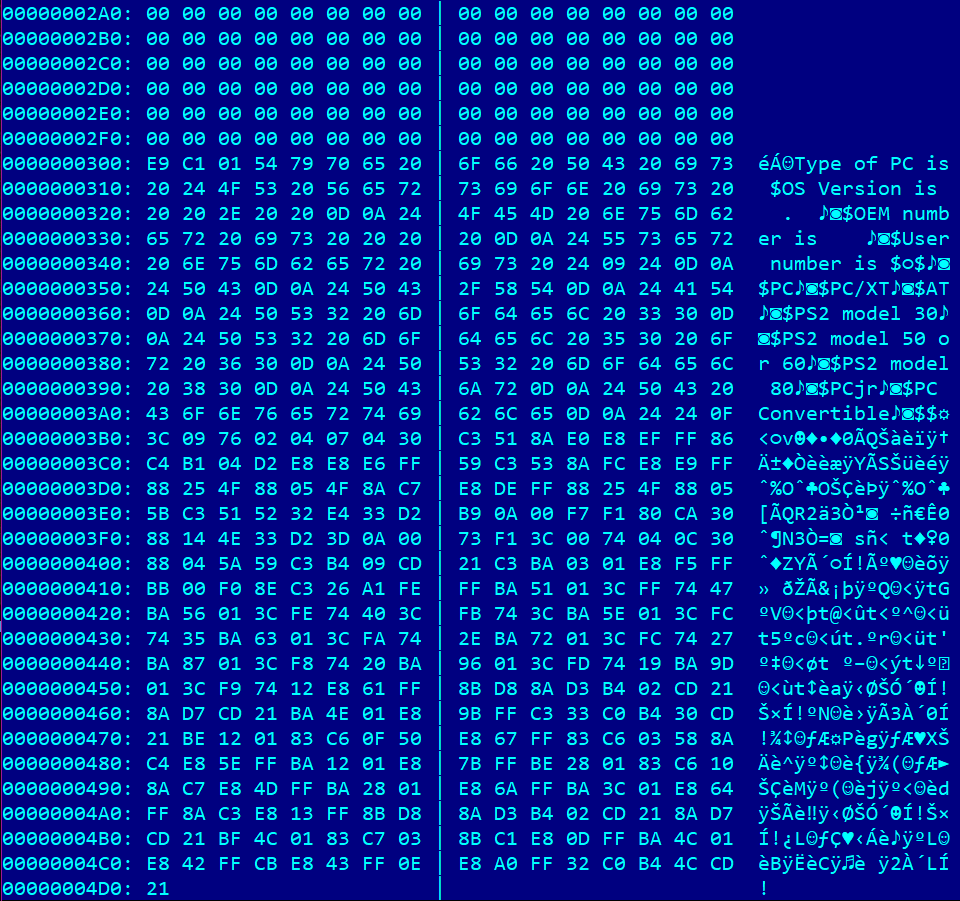 00000002A0: 00 00 00 00 00 00 00 00 | 00 00 00 00 00 00 00 00
00000002B0: 00 00 00 00 00 00 00 00 | 00 00 00 00 00 00 00 00
00000002C0: 00 00 00 00 00 00 00 00 | 00 00 00 00 00 00 00 00
00000002D0: 00 00 00 00 00 00 00 00 | 00 00 00 00 00 00 00 00
00000002E0: 00 00 00 00 00 00 00 00 | 00 00 00 00 00 00 00 00
00000002F0: 00 00 00 00 00 00 00 00 | 00 00 00 00 00 00 00 00
0000000300: E9 C1 01 54 79 70 65 20 | 6F 66 20 50 43 20 69 73 éÁ☺Type of PC is
0000000310: 20 24 4F 53 20 56 65 72 | 73 69 6F 6E 20 69 73 20 $OS Version is
0000000320: 20 20 2E 20 20 0D 0A 24 | 4F 45 4D 20 6E 75 6D 62 . ♪◙$OEM numb
0000000330: 65 72 20 69 73 20 20 20 | 20 0D 0A 24 55 73 65 72 er is ♪◙$User
0000000340: 20 6E 75 6D 62 65 72 20 | 69 73 20 24 09 24 0D 0A number is $○$♪◙
0000000350: 24 50 43 0D 0A 24 50 43 | 2F 58 54 0D 0A 24 41 54 $PC♪◙$PC/XT♪◙$AT
0000000360: 0D 0A 24 50 53 32 20 6D | 6F 64 65 6C 20 33 30 0D ♪◙$PS2 model 30♪
0000000370: 0A 24 50 53 32 20 6D 6F | 64 65 6C 20 35 30 20 6F ◙$PS2 model 50 o
0000000380: 72 20 36 30 0D 0A 24 50 | 53 32 20 6D 6F 64 65 6C r 60♪◙$PS2 model
0000000390: 20 38 30 0D 0A 24 50 43 | 6A 72 0D 0A 24 50 43 20 80♪◙$PCjr♪◙$PC
00000003A0: 43 6F 6E 76 65 72 74 69 | 62 6C 65 0D 0A 24 24 0F Convertible♪◙$$☼
00000003B0: 3C 09 76 02 04 07 04 30 | C3 51 8A E0 E8 EF FF 86 <○v☻♦•♦0ÃQŠàèïÿ†
00000003C0: C4 B1 04 D2 E8 E8 E6 FF | 59 C3 53 8A FC E8 E9 FF Ä±♦ÒèèæÿYÃSŠüèéÿ
00000003D0: 88 25 4F 88 05 4F 8A C7 | E8 DE FF 88 25 4F 88 05 ˆ%Oˆ♣OŠÇèÞÿˆ%Oˆ♣
00000003E0: 5B C3 51 52 32 E4 33 D2 | B9 0A 00 F7 F1 80 CA 30 [ÃQR2ä3Ò¹◙ ÷ñ€Ê0
00000003F0: 88 14 4E 33 D2 3D 0A 00 | 73 F1 3C 00 74 04 0C 30 ˆ¶N3Ò=◙ sñ< t♦♀0
0000000400: 88 04 5A 59 C3 B4 09 CD | 21 C3 BA 03 01 E8 F5 FF ˆ♦ZYÃ´○Í!Ãº♥☺èõÿ
0000000410: BB 00 F0 8E C3 26 A1 FE | FF BA 51 01 3C FF 74 47 » ðŽÃ&¡þÿºQ☺<ÿtG
0000000420: BA 56 01 3C FE 74 40 3C | FB 74 3C BA 5E 01 3C FC ºV☺<þt@<ût<º^☺<ü
0000000430: 74 35 BA 63 01 3C FA 74 | 2E BA 72 01 3C FC 74 27 t5ºc☺<út.ºr☺<üt'
0000000440: BA 87 01 3C F8 74 20 BA | 96 01 3C FD 74 19 BA 9D º‡☺<øt º–☺<ýt↓º⍰
0000000450: 01 3C F9 74 12 E8 61 FF | 8B D8 8A D3 B4 02 CD 21 ☺<ùt↕èaÿ‹ØŠÓ´☻Í!
0000000460: 8A D7 CD 21 BA 4E 01 E8 | 9B FF C3 33 C0 B4 30 CD Š×Í!ºN☺è›ÿÃ3À´0Í
0000000470: 21 BE 12 01 83 C6 0F 50 | E8 67 FF 83 C6 03 58 8A !¾↕☺ƒÆ☼PègÿƒÆ♥XŠ
0000000480: C4 E8 5E FF BA 12 01 E8 | 7B FF BE 28 01 83 C6 10 Äè^ÿº↕☺è{ÿ¾(☺ƒÆ►
0000000490: 8A C7 E8 4D FF BA 28 01 | E8 6A FF BA 3C 01 E8 64 ŠÇèMÿº(☺èjÿº<☺èd
00000004A0: FF 8A C3 E8 13 FF 8B D8 | 8A D3 B4 02 CD 21 8A D7 ÿŠÃè‼ÿ‹ØŠÓ´☻Í!Š×
00000004B0: CD 21 BF 4C 01 83 C7 03 | 8B C1 E8 0D FF BA 4C 01 Í!¿L☺ƒÇ♥‹Áè♪ÿºL☺
00000004C0: E8 42 FF CB E8 43 FF 0E | E8 A0 FF 32 C0 B4 4C CD èBÿËèCÿ♫è ÿ2À´LÍ
00000004D0: 21 | !